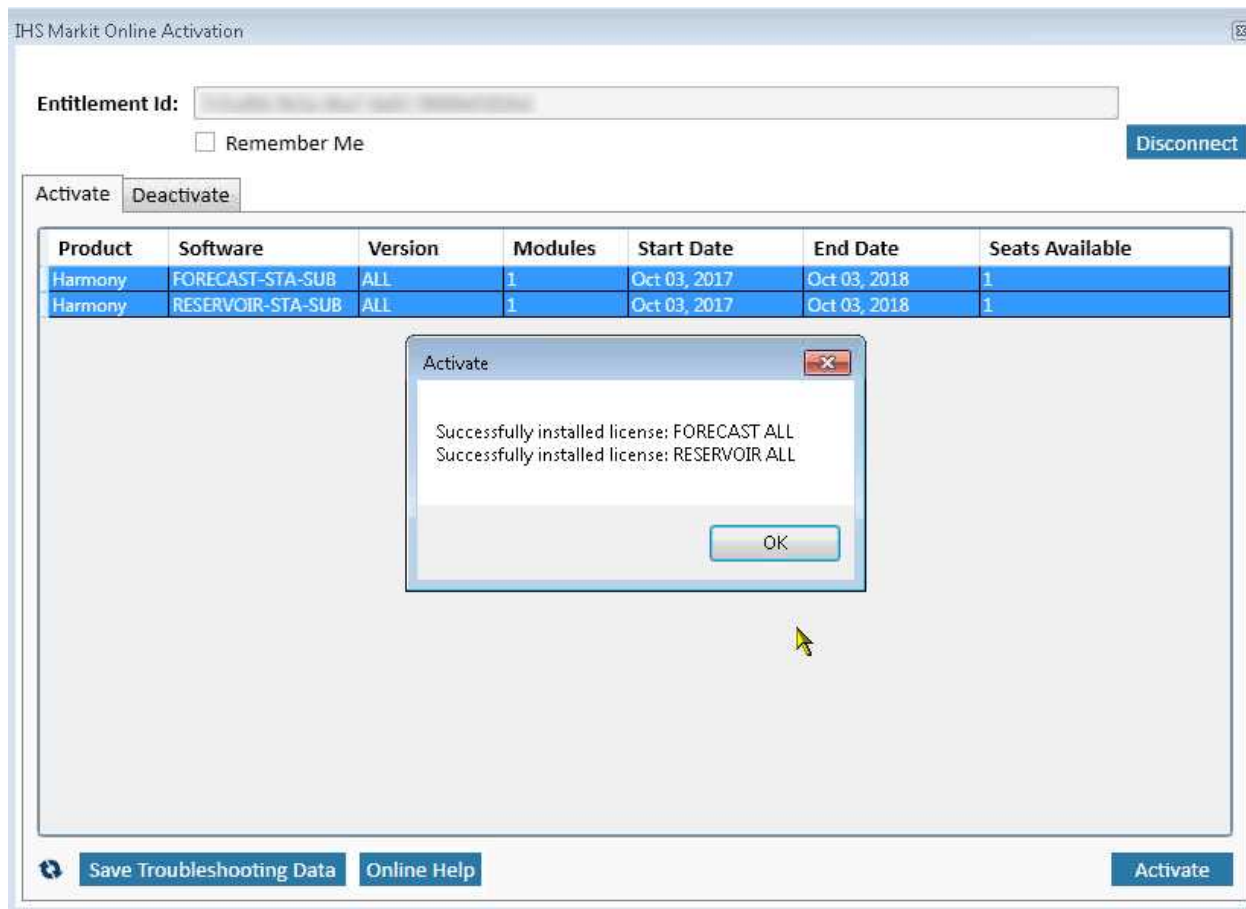 IHS Markit Online Activation
Entitlement Id:
Remember Me
Disconnect
Activate Deactivate
Product Software Version Modules Start Date End Date Seats Available
Harmony FORECAST-STA-SUB ALL 1 Oct 03, 2017 Oct 03, 2018 1
Harmony RESERVOIR-STA-SUB ALL 1 Oct 03, 2017 Oct 03, 2018 1
Activate
Successfully installed license: FORECAST ALL
Successfully installed license: RESERVOIR ALL
OK
Save Troubleshooting Data Online Help Activate